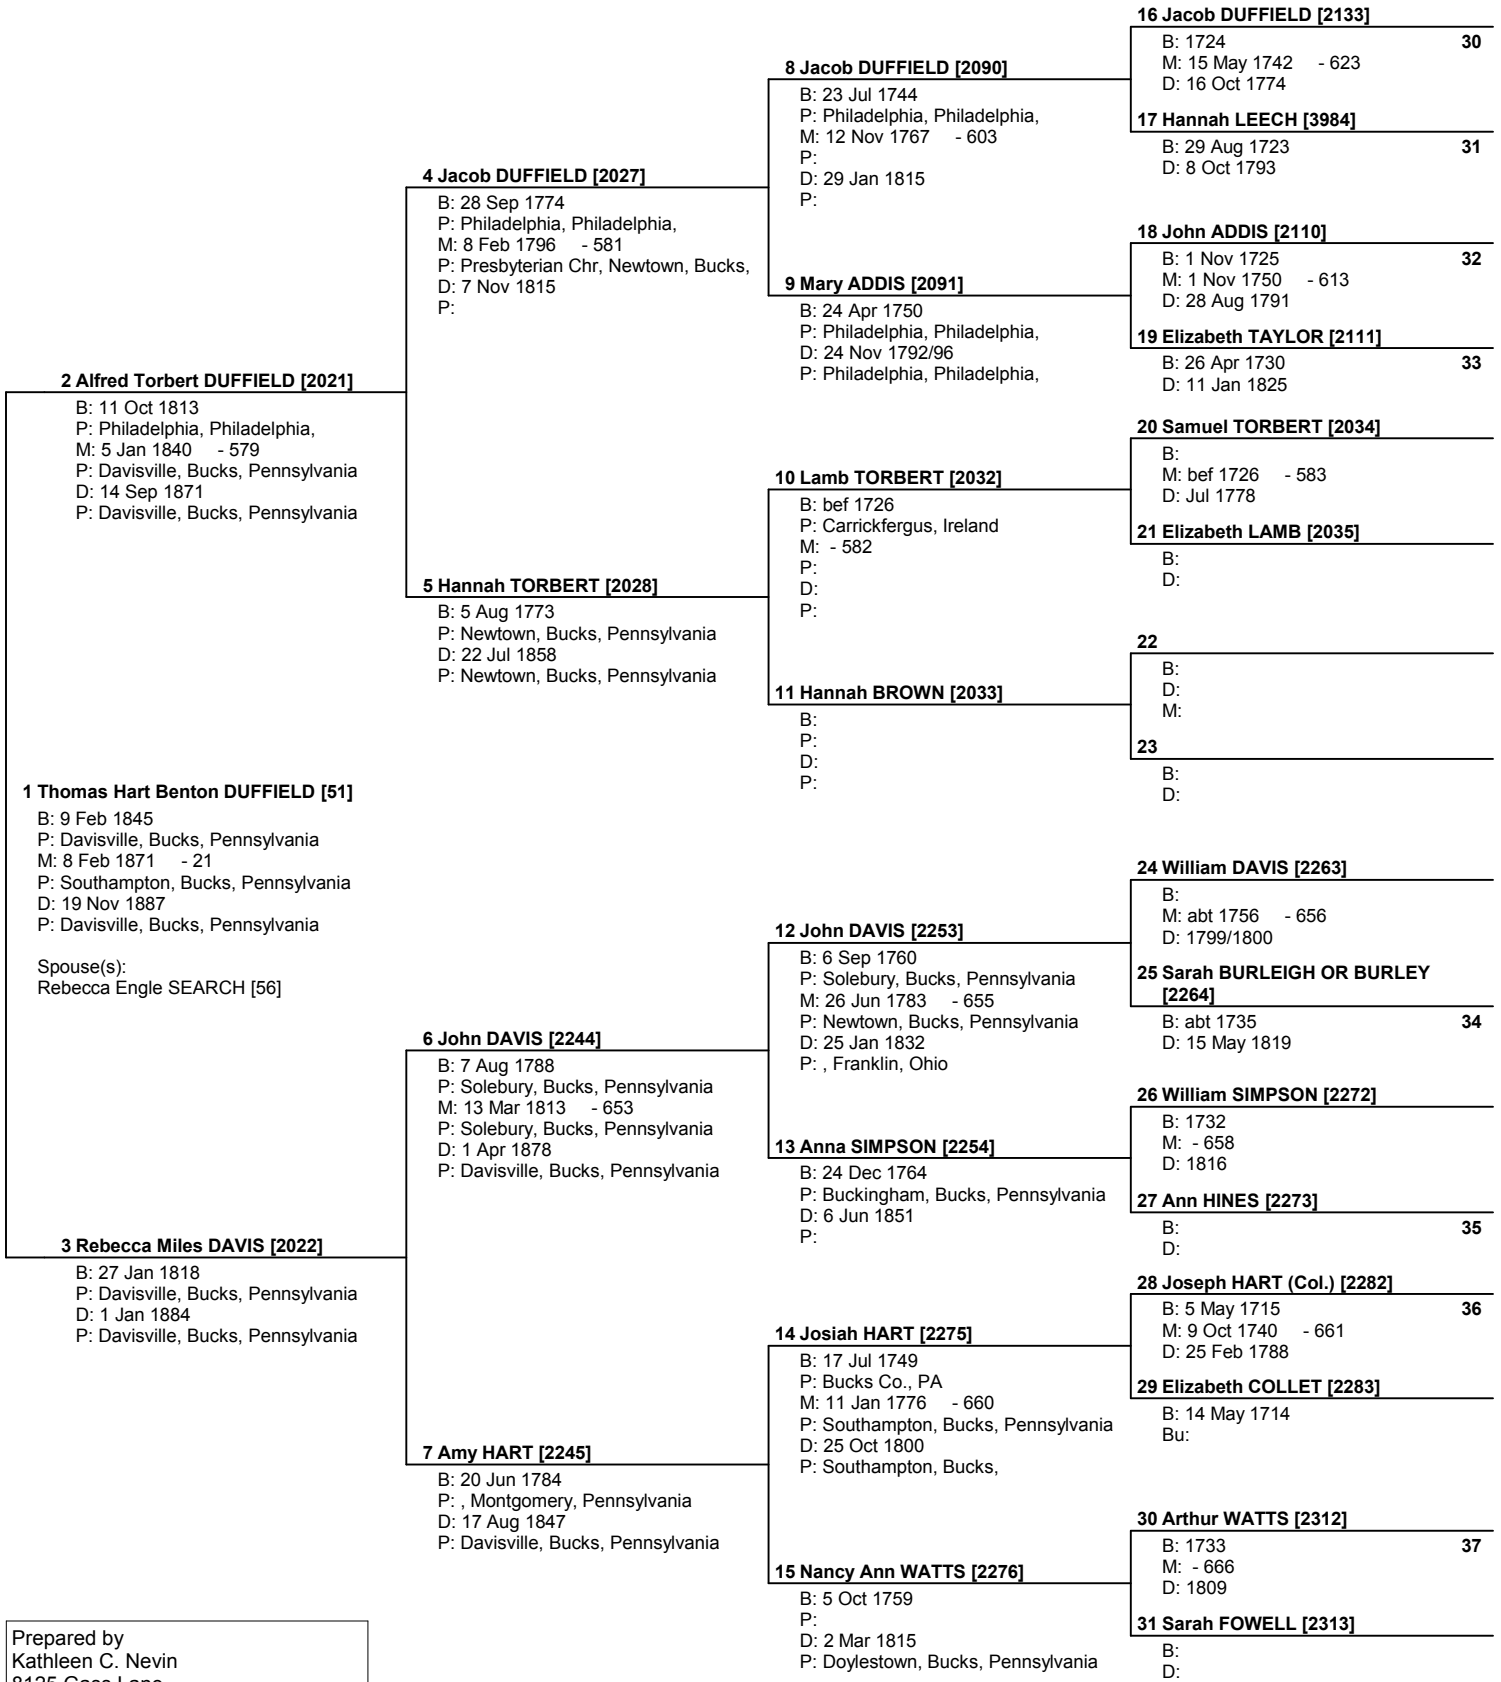 16 Jacob DUFFIELD [2133]
B: 1724 30
M: 15 May 1742 - 623
D: 16 Oct 1774
8 Jacob DUFFIELD [2090]
B: 23 Jul 1744
P: Philadelphia, Philadelphia,
M: 12 Nov 1767 - 603
P:
D: 29 Jan 1815
P:
17 Hannah LEECH [3984]
B: 29 Aug 1723 31
D: 8 Oct 1793
4 Jacob DUFFIELD [2027]
B: 28 Sep 1774
P: Philadelphia, Philadelphia,
M: 8 Feb 1796 - 581
P: Presbyterian Chr, Newtown, Bucks,
D: 7 Nov 1815
P:
18 John ADDIS [2110]
B: 1 Nov 1725 32
M: 1 Nov 1750 - 613
D: 28 Aug 1791
9 Mary ADDIS [2091]
B: 24 Apr 1750
P: Philadelphia, Philadelphia,
D: 24 Nov 1792/96
P: Philadelphia, Philadelphia,
19 Elizabeth TAYLOR [2111]
B: 26 Apr 1730 33
D: 11 Jan 1825
2 Alfred Torbert DUFFIELD [2021]
B: 11 Oct 1813
P: Philadelphia, Philadelphia,
M: 5 Jan 1840 - 579
P: Davisville, Bucks, Pennsylvania
D: 14 Sep 1871
P: Davisville, Bucks, Pennsylvania
20 Samuel TORBERT [2034]
B:
M: bef 1726 - 583
D: Jul 1778
10 Lamb TORBERT [2032]
B: bef 1726
P: Carrickfergus, Ireland
M: - 582
P:
D:
P:
21 Elizabeth LAMB [2035]
B:
D:
5 Hannah TORBERT [2028]
B: 5 Aug 1773
P: Newtown, Bucks, Pennsylvania
D: 22 Jul 1858
P: Newtown, Bucks, Pennsylvania
22
B:
D:
M:
11 Hannah BROWN [2033]
B:
P:
D:
P:
23
B:
D:
1 Thomas Hart Benton DUFFIELD [51]
B: 9 Feb 1845
P: Davisville, Bucks, Pennsylvania
M: 8 Feb 1871 - 21
P: Southampton, Bucks, Pennsylvania
D: 19 Nov 1887
P: Davisville, Bucks, Pennsylvania
Spouse(s):
Rebecca Engle SEARCH [56]
24 William DAVIS [2263]
B:
M: abt 1756 - 656
D: 1799/1800
12 John DAVIS [2253]
B: 6 Sep 1760
P: Solebury, Bucks, Pennsylvania
M: 26 Jun 1783 - 655
P: Newtown, Bucks, Pennsylvania
D: 25 Jan 1832
P: , Franklin, Ohio
25 Sarah BURLEIGH OR BURLEY
[2264]
B: abt 1735 34
D: 15 May 1819
6 John DAVIS [2244]
B: 7 Aug 1788
P: Solebury, Bucks, Pennsylvania
M: 13 Mar 1813 - 653
P: Solebury, Bucks, Pennsylvania
D: 1 Apr 1878
P: Davisville, Bucks, Pennsylvania
26 William SIMPSON [2272]
B: 1732
M: - 658
D: 1816
13 Anna SIMPSON [2254]
B: 24 Dec 1764
P: Buckingham, Bucks, Pennsylvania
D: 6 Jun 1851
P:
27 Ann HINES [2273]
B: 35
D:
3 Rebecca Miles DAVIS [2022]
B: 27 Jan 1818
P: Davisville, Bucks, Pennsylvania
D: 1 Jan 1884
P: Davisville, Bucks, Pennsylvania
28 Joseph HART (Col.) [2282]
B: 5 May 1715 36
M: 9 Oct 1740 - 661
D: 25 Feb 1788
14 Josiah HART [2275]
B: 17 Jul 1749
P: Bucks Co., PA
M: 11 Jan 1776 - 660
P: Southampton, Bucks, Pennsylvania
D: 25 Oct 1800
P: Southampton, Bucks,
29 Elizabeth COLLET [2283]
B: 14 May 1714
Bu:
7 Amy HART [2245]
B: 20 Jun 1784
P: , Montgomery, Pennsylvania
D: 17 Aug 1847
P: Davisville, Bucks, Pennsylvania
30 Arthur WATTS [2312]
B: 1733 37
M: - 666
D: 1809
15 Nancy Ann WATTS [2276]
B: 5 Oct 1759
P:
D: 2 Mar 1815
P: Doylestown, Bucks, Pennsylvania
31 Sarah FOWELL [2313]
B:
D:
Prepared by
Kathleen C. Nevin